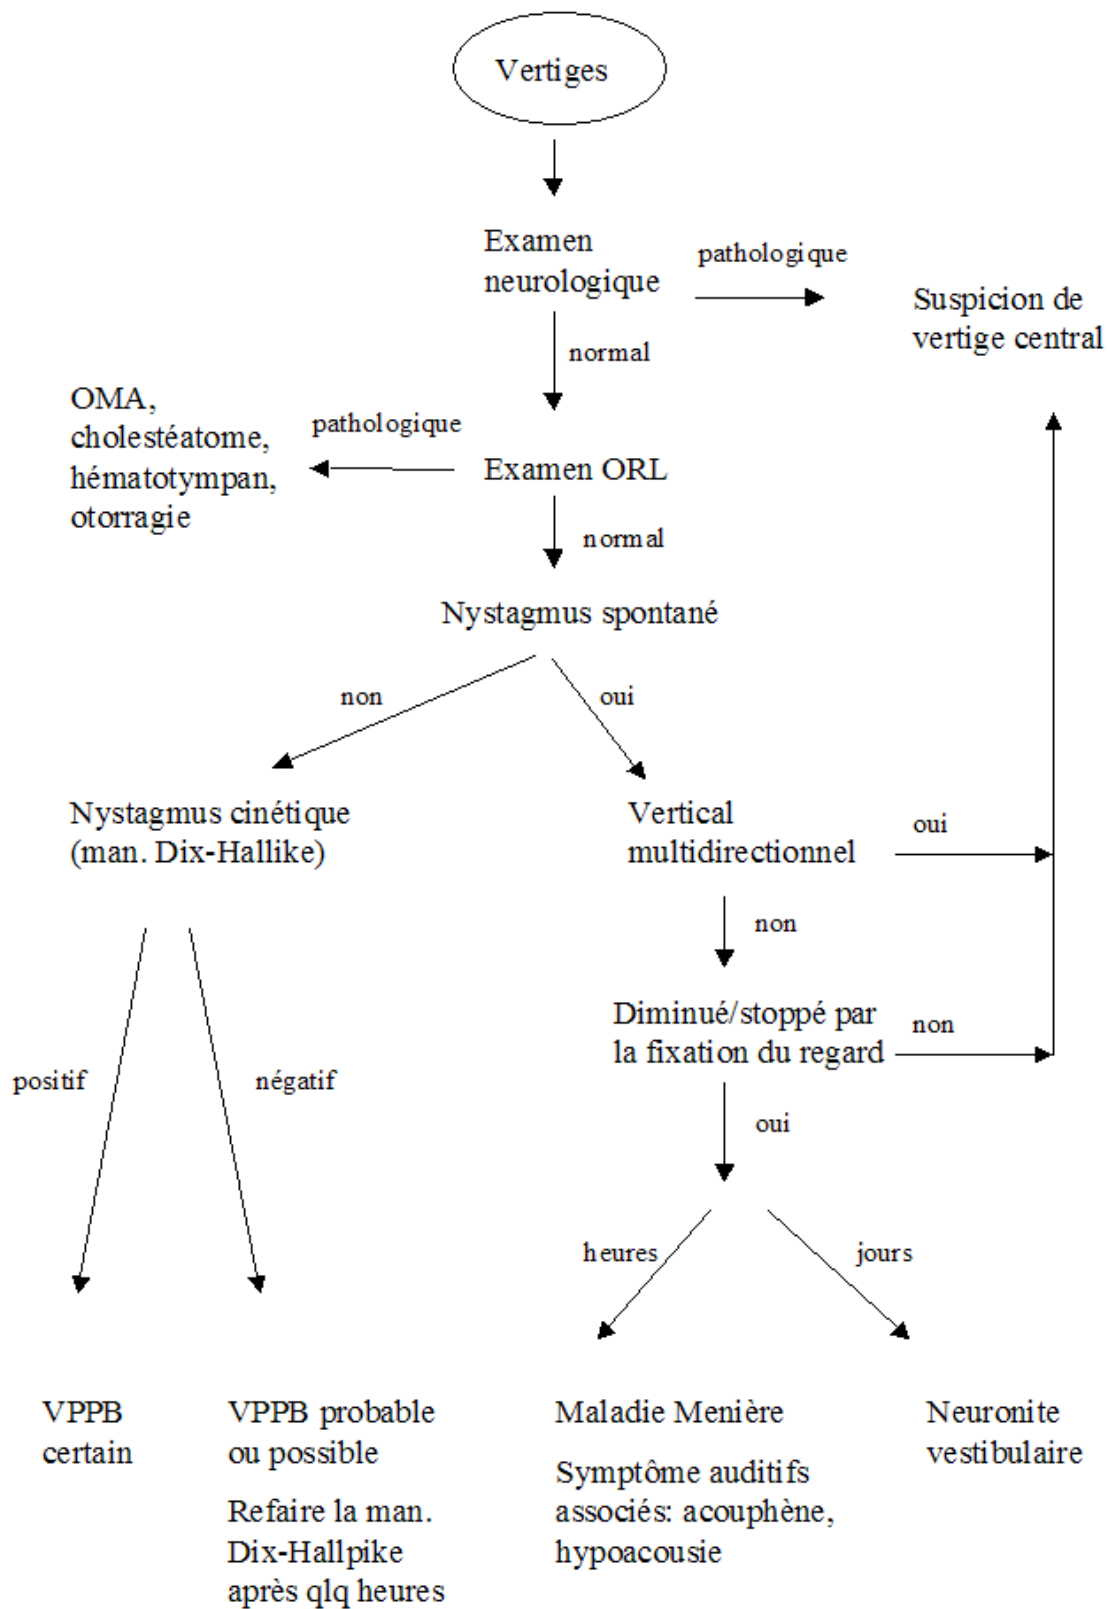 Vertiges
Examen
neurologique
pathologique
Suspicion de
vertige central
normal
OMA,
cholestéatome,
hématotympan,
otorragie
pathologique
Examen ORL
normal
Nystagmus spontané
non
oui
Nystagmus cinétique
(man. Dix-Hallike)
Vertical
multidirectionnel
oui
non
Diminué/stoppé par
la fixation du regard
non
positif
négatif
oui
heures
jours
VPPB
certain
VPPB probable
ou possible
Refaire la man.
Dix-Hallpike
après qlq heures
Maladie Menière
Symptôme auditifs
associés: acouphène,
hypoacousie
Neuronite
vestibulaire